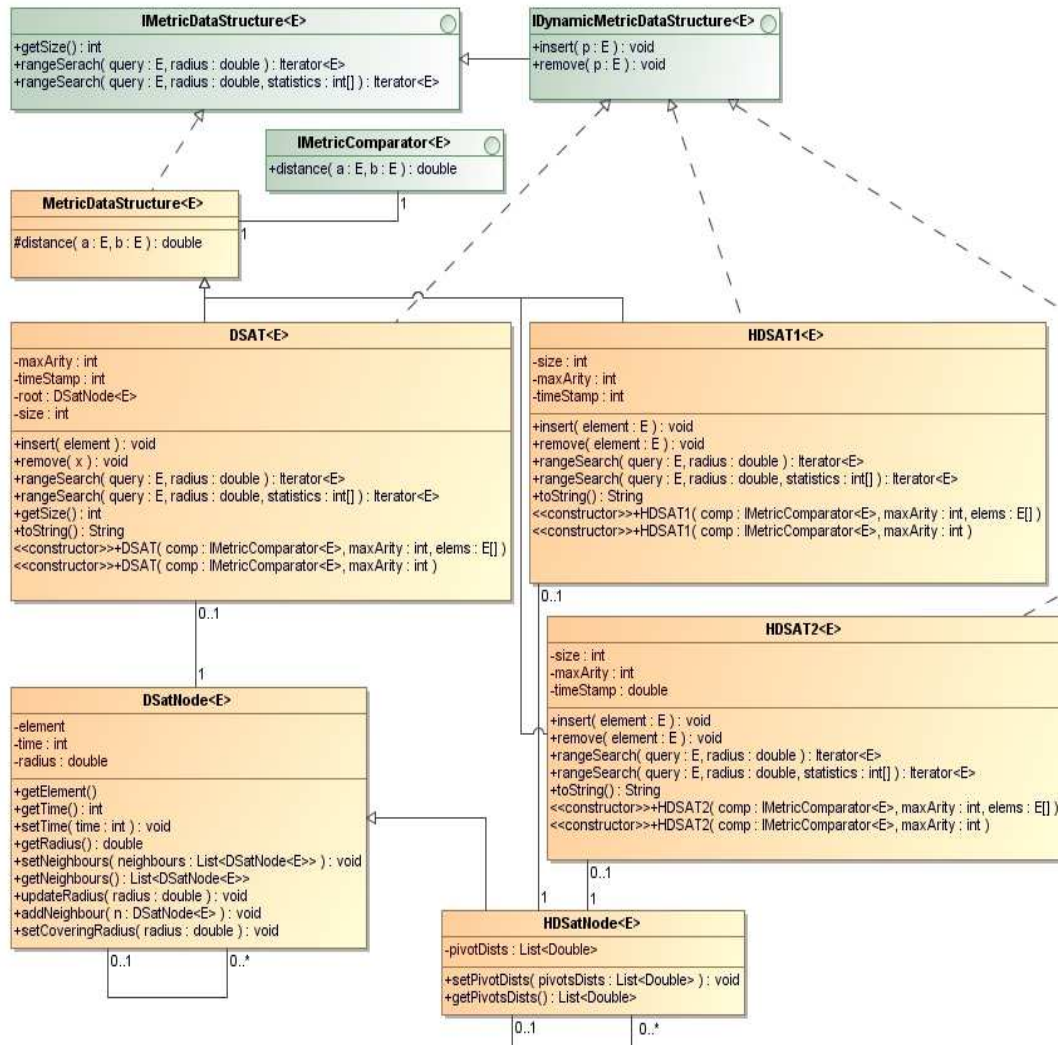 IMetricDataStructure<E>
+getSize() : int
+rangeSerach( query : E, radius : double ) : Iterator<E>
+rangeSearch( query : E, radius : double, statistics : int[] ) : Iterator<E>
IDynamicMetricDataStructure<E>
+insert( p : E ) : void
+remove( p : E ) : void
IMetricComparator<E>
+distance( a : E, b : E ) : double
1
MetricDataStructure<E>
#distance( a : E, b : E ) : double
1
DSAT<E>
-maxArity : int
-timeStamp : int
-root : DSatNode<E>
-size : int
+insert( element ) : void
+remove( x ) : void
+rangeSearch( query : E, radius : double ) : Iterator<E>
+rangeSearch( query : E, radius : double, statistics : int[] ) : Iterator<E>
+getSize() : int
+toString() : String
<<constructor>>+DSAT( comp : IMetricComparator<E>, maxArity : int, elems : E[] )
<<constructor>>+DSAT( comp : IMetricComparator<E>, maxArity : int )
0..1
1
HDSAT1<E>
-size : int
-maxArity : int
-timeStamp : int
+insert( element : E ) : void
+remove( element : E ) : void
+rangeSearch( query : E, radius : double ) : Iterator<E>
+rangeSearch( query : E, radius : double, statistics : int[] ) : Iterator<E>
+toString() : String
<<constructor>>+HDSAT1( comp : IMetricComparator<E>, maxArity : int, elems : E[] )
<<constructor>>+HDSAT1( comp : IMetricComparator<E>, maxArity : int )
0..1
HDSAT2<E>
-size : int
-maxArity : int
-timeStamp : double
+insert( element : E ) : void
+remove( element : E ) : void
+rangeSearch( query : E, radius : double ) : Iterator<E>
+rangeSearch( query : E, radius : double, statistics : int[] ) : Iterator<E>
+toString() : String
<<constructor>>+HDSAT2( comp : IMetricComparator<E>, maxArity : int, elems : E[] )
<<constructor>>+HDSAT2( comp : IMetricComparator<E>, maxArity : int )
0..1
1
1
DSatNode<E>
-element
-time : int
-radius : double
+getElement()
+getTime() : int
+setTime( time : int ) : void
+getRadius() : double
+setNeighbours( neighbours : List<DSatNode<E>> ) : void
+getNeighbours() : List<DSatNode<E>>
+updateRadius( radius : double ) : void
+addNeighbour( n : DSatNode<E> ) : void
+setCoveringRadius( radius : double ) : void
0..1
0..*
HDSatNode<E>
-pivotDists : List<Double>
+setPivotDists( pivotsDists : List<Double> ) : void
+getPivotsDists() : List<Double>
0..1
0..*